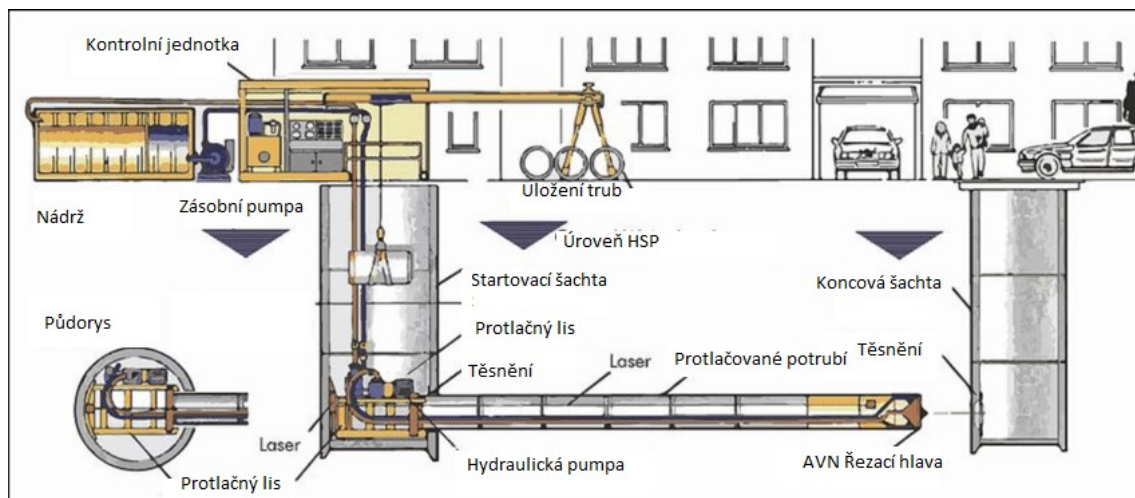 Kontrolní jednotka
Uložení trub
Nádrž
Zásobní pumpa
Úroveň HSP
Startovací šachta
Koncová šachta
Půdorys
Protlačný lis
Těsnění
Laser
Protlačované potrubí
Těsnění
Laser
Protlačný lis
Hydraulická pumpa
AVN Řezací hlava